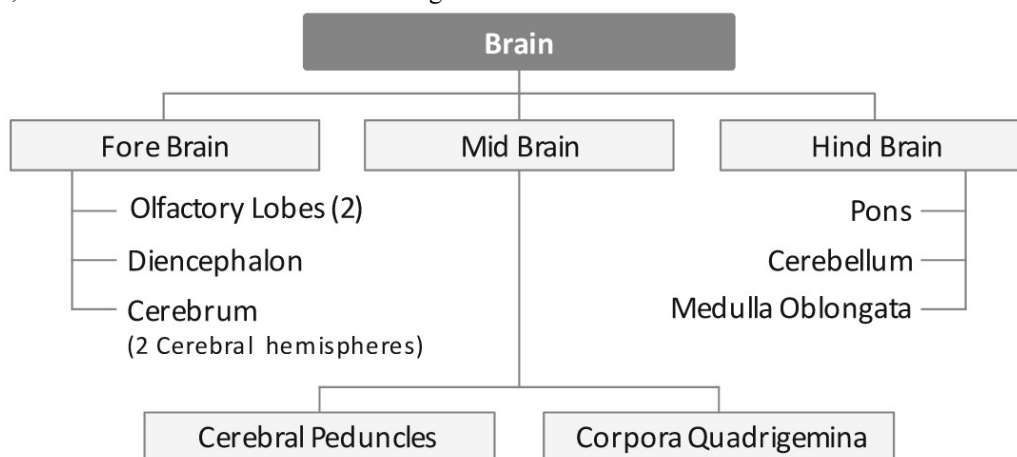 Brain
Fore Brain
Mid Brain
Hind Brain
Olfactory Lobes (2)
Diencephalon
Cerebrum
(2 Cerebral hemispheres)
Pons
Cerebellum
Medulla Oblongata
Cerebral Peduncles
Corpora Quadrigemina